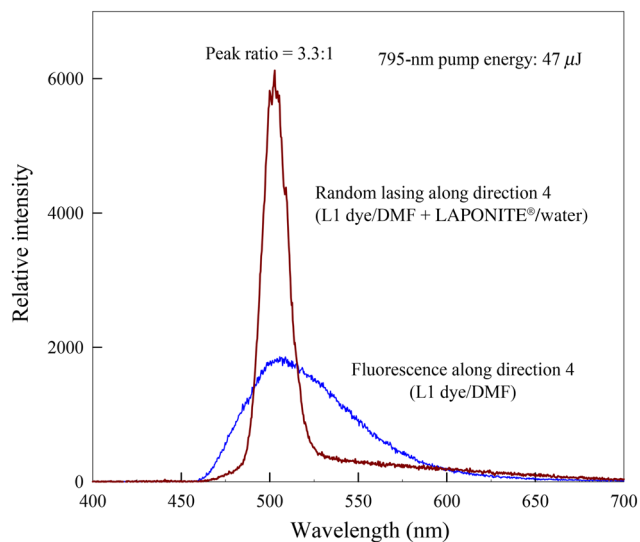 Peak ratio = 3.3:1
795-nm pump energy: 47 μJ
6000
Random lasing along direction 4
(L1 dye/DMF + LAPONITE®/water)
4000
Relative intensity
2000
Fluorescence along direction 4
(L1 dye/DMF)
0
400 450 500 550 600 650 700
Wavelength (nm)